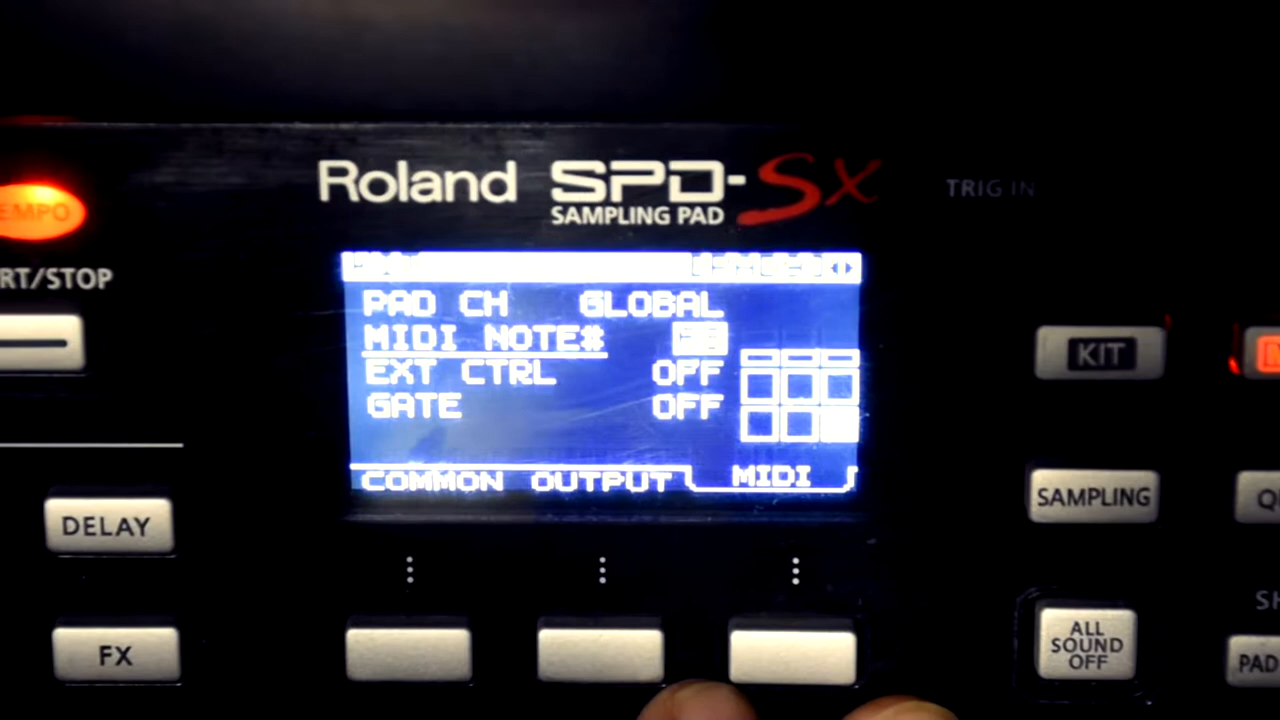 Roland SPD-SX
SAMPLING PAD
TRIG IN
EMPO
RT/STOP
PAD CH GLOBAL
MIDI NOTE#
EXT CTRL OFF
GATE OFF
COMMON OUTPUT MIDI
KIT
SAMPLING
DELAY
FX
ALL
SOUND
OFF
PAD